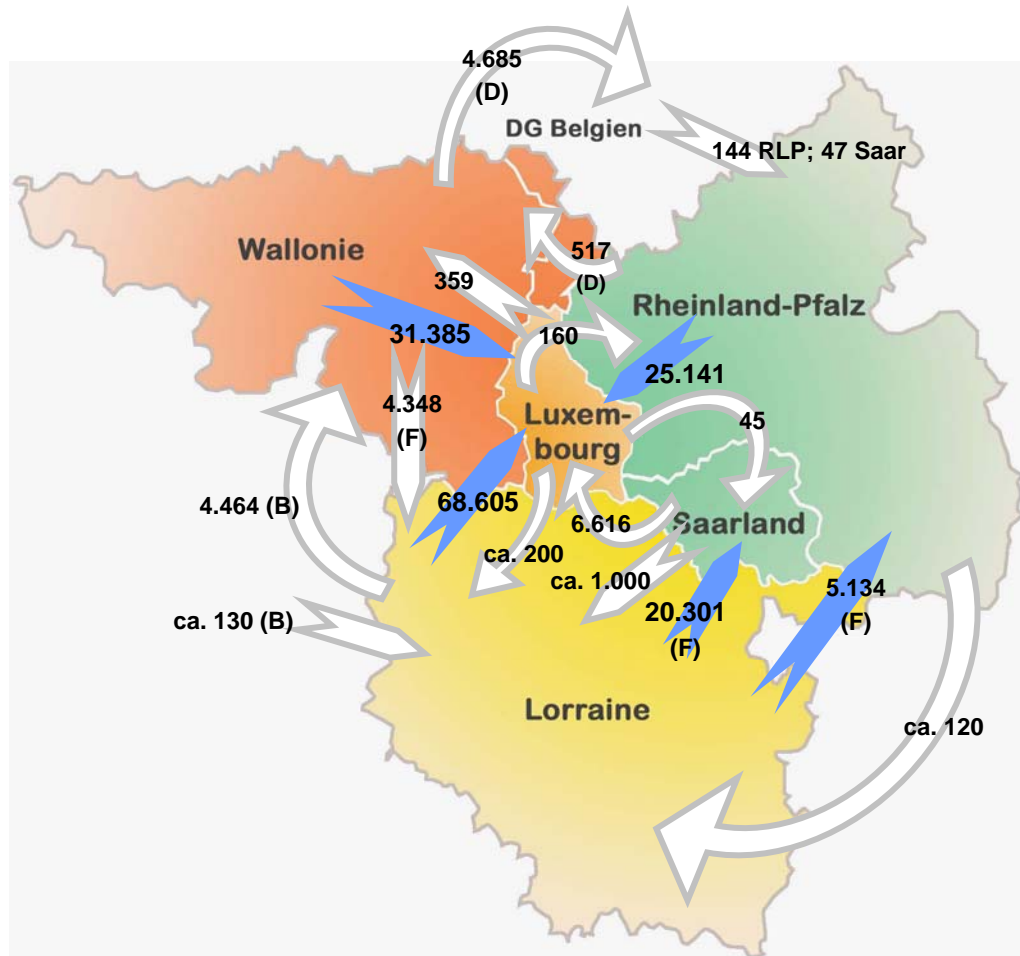 4.685
(D)
DG Belgien
144 RLP; 47 Saar
Wallonie
517
(D)
359
Rheinland-Pfalz
31.385
160
25.141
4.348
(F)
Luxem-
bourg
45
4.464 (B)
68.605
6.616
Saarland
ca. 200
ca. 1.000
5.134
(F)
20.301
(F)
ca. 130 (B)
Lorraine
ca. 120